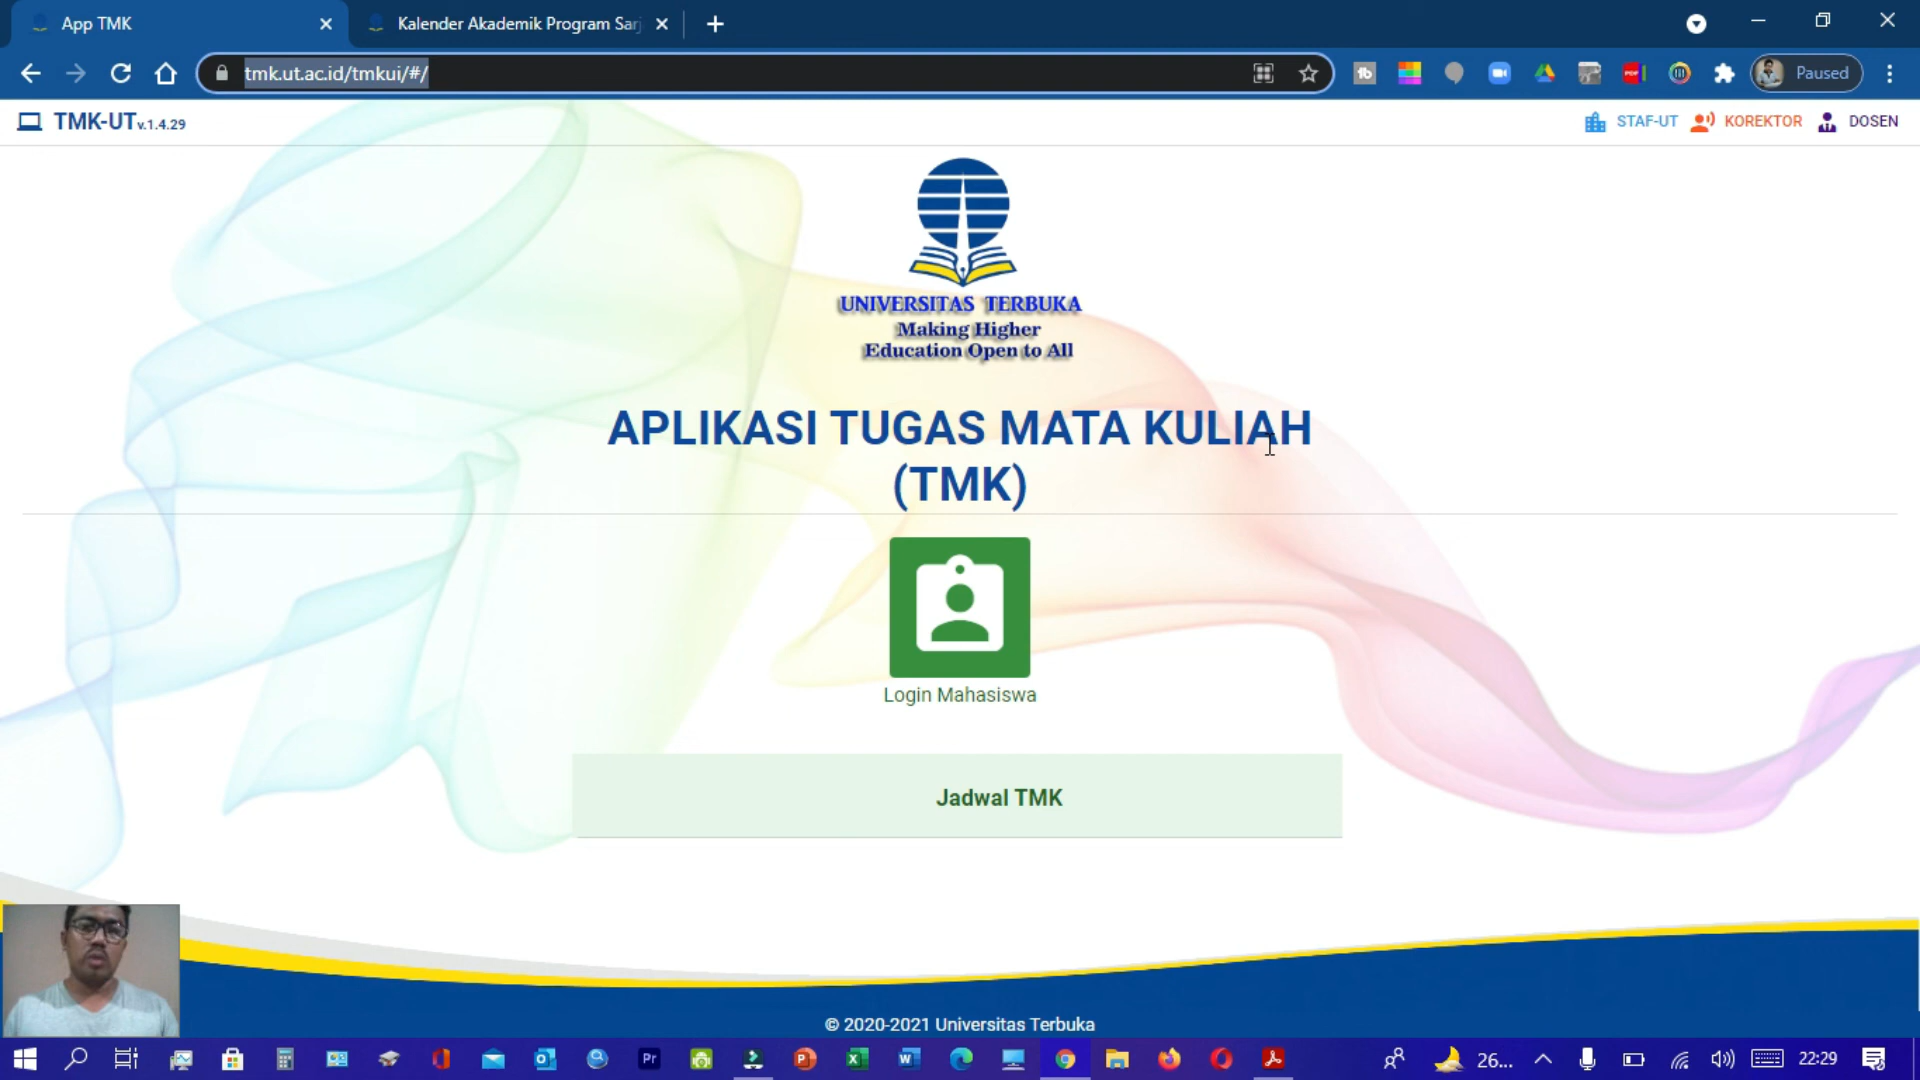 App TMK
Kalender Akademik Program Sar
tmk.ut.ac.id/tmkui/#/
Paused
TMK-UT v.1.4.29
STAF-UT KOREKTOR DOSEN
UNIVERSITAS TERBUKA
Making Higher
Education Open to All
APLIKASI TUGAS MATA KULIAH
(TMK)
Login Mahasiswa
Jadwal TMK
© 2020-2021 Universitas Terbuka
26... 22:29